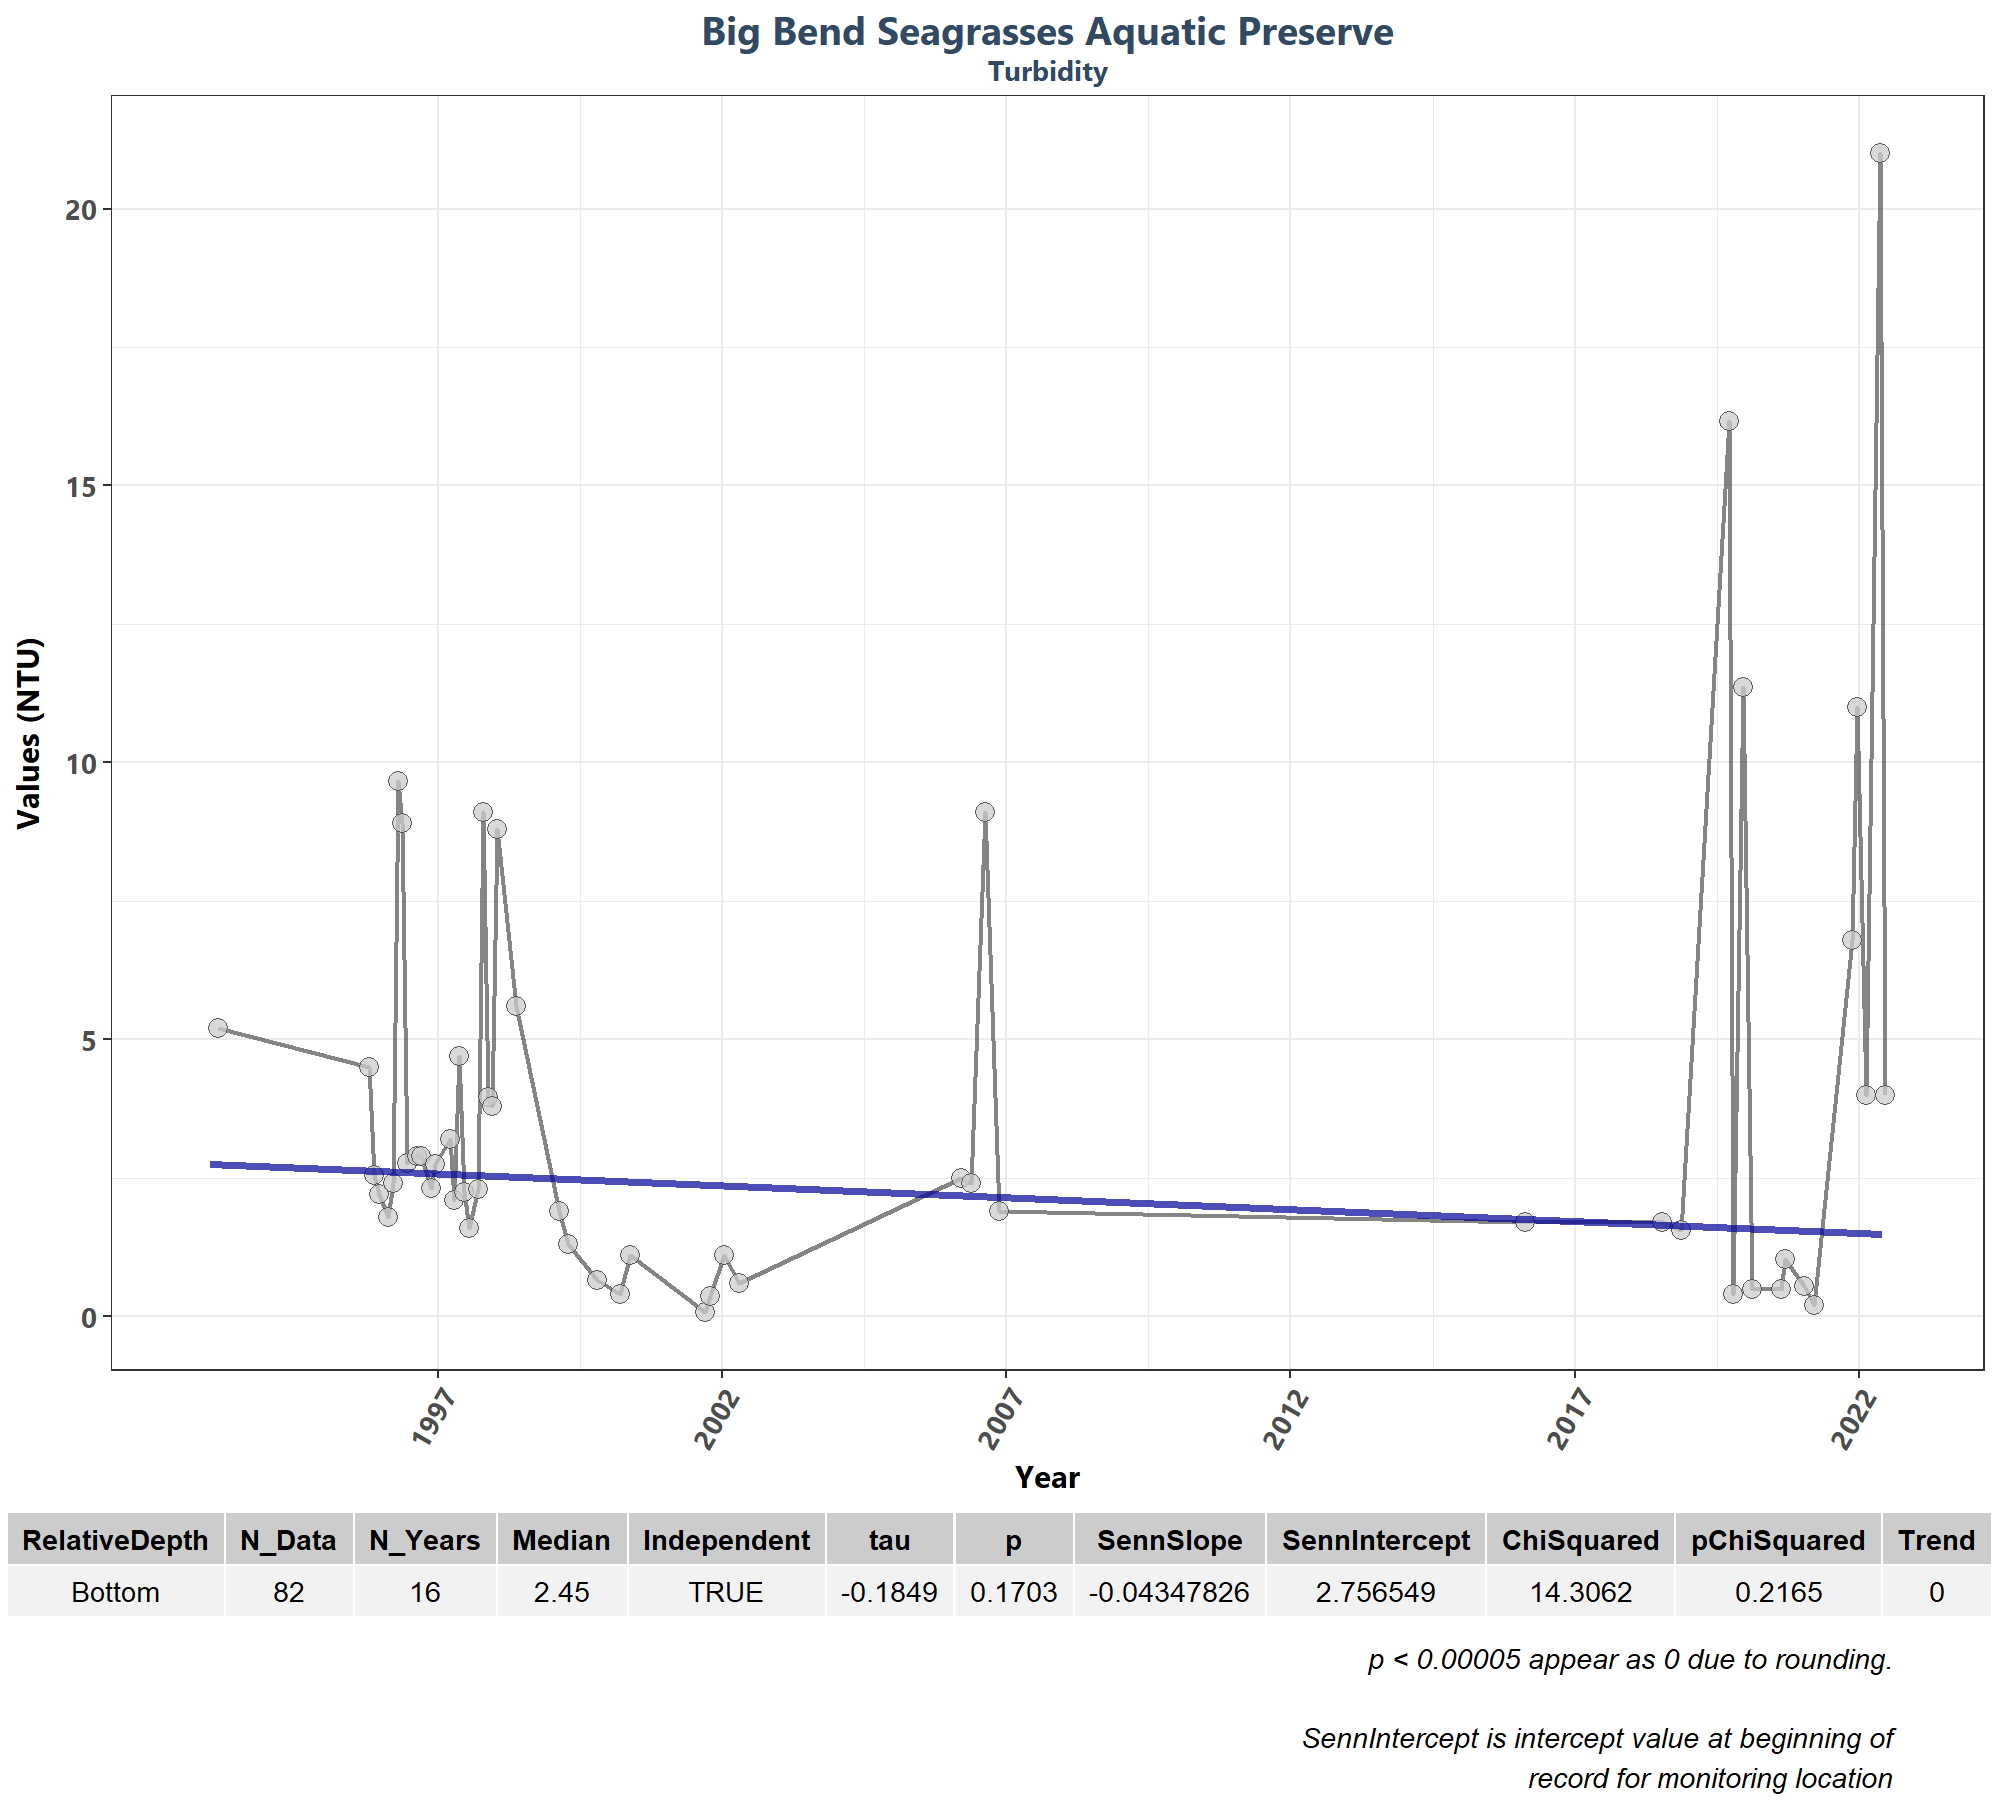 Big Bend Seagrasses Aquatic Preserve
Turbidity
Values (NTU)
20
15
10
5
0
1997 2002 2007 2012 2017 2022
Year
RelativeDepth N_Data N_Years Median Independent tau p SennSlope SennIntercept ChiSquared pChiSquared Trend
Bottom 82 16 2.45 TRUE -0.1849 0.1703 -0.04347826 2.756549 14.3062 0.2165 0
p < 0.00005 appear as 0 due to rounding.
SennIntercept is intercept value at beginning of
record for monitoring location